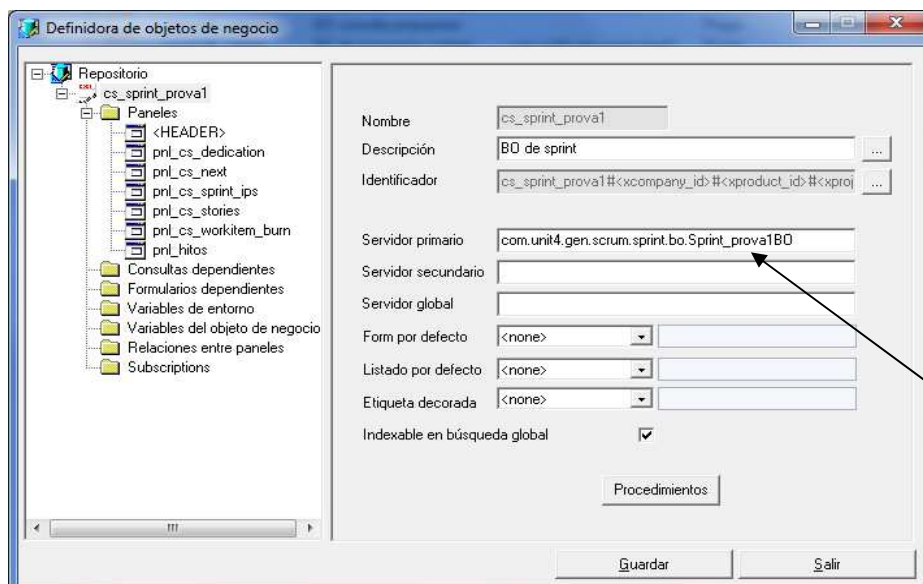 Definidora de objetos de negocio
Repositorio
cs_sprint_prova1
Paneles
<HEADER>
pnl_cs_dedication
pnl_cs_next
pnl_cs_sprint_ips
pnl_cs_stories
pnl_cs_workitem_burn
pnl_hitos
Consultas dependientes
Formularios dependientes
Variables de entorno
Variables del objeto de negocio
Relaciones entre paneles
Subscriptions
Nombre cs_sprint_prova1
Descripción BO de sprint ...
Identificador cs_sprint_prova1#<xcompany_id>#<xproduct_id>#<xproj ...
Servidor primario com.unit4.gen.scrum.sprint.bo.Sprint_prova1BO
Servidor secundario
Servidor global
Form por defecto <none>
Listado por defecto <none>
Etiqueta decorada <none>
Indexable en búsqueda global
Procedimientos
Guardar Salir